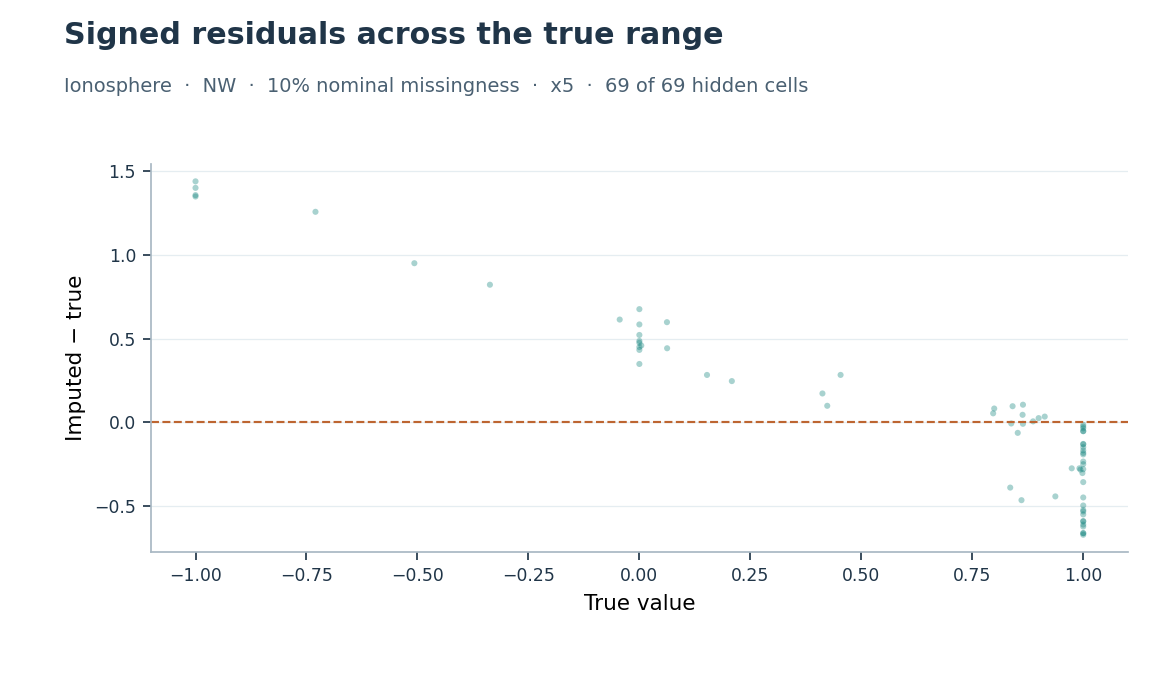 Signed residuals across the true range
Ionosphere · NW · 10% nominal missingness · x5 · 69 of 69 hidden cells
1.5
1.0
0.5
0.0
−0.5
Imputed − true
−1.00 −0.75 −0.50 −0.25 0.00 0.25 0.50 0.75 1.00
True value